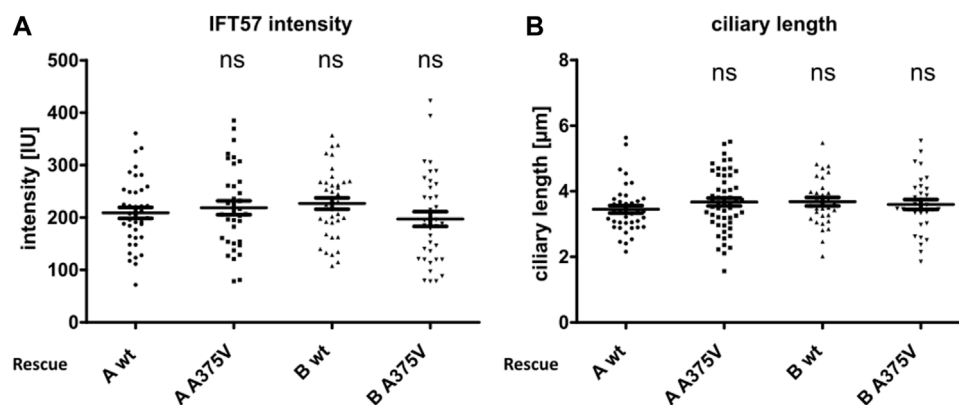 A
IFT57 intensity
intensity [IU]
500
400
300
200
100
0
ns
ns
ns
Rescue
A wt
A A375V
B wt
B A375V
B
ciliary length
ciliary length [µm]
8
6
4
2
0
ns
ns
ns
Rescue
A wt
A A375V
B wt
B A375V